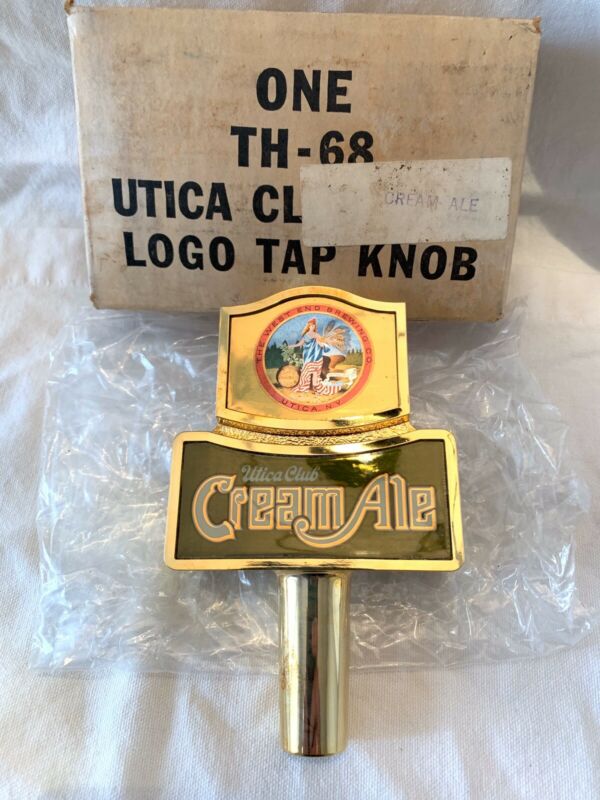 ONE
TH-68
UTICA CL
CREAM ALE
LOGO TAP KNOB
THE WEST END BREWING CO.
UTICA, N.Y.
Utica Club
Cream Ale